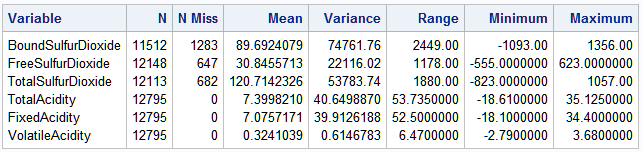 Variable N N Miss Mean Variance Range Minimum Maximum
BoundSulfurDioxide 11512 1283 89.6924079 74761.76 2449.00 -1093.00 1356.00
FreeSulfurDioxide 12148 647 30.8455713 22116.02 1178.00 -555.0000000 623.0000000
TotalSulfurDioxide 12113 682 120.7142326 53783.74 1880.00 -823.0000000 1057.00
TotalAcidity 12795 0 7.3998210 40.6498870 53.7350000 -18.6100000 35.1250000
FixedAcidity 12795 0 7.0757171 39.9126188 52.5000000 -18.1000000 34.4000000
VolatileAcidity 12795 0 0.3241039 0.6146783 6.4700000 -2.7900000 3.6800000